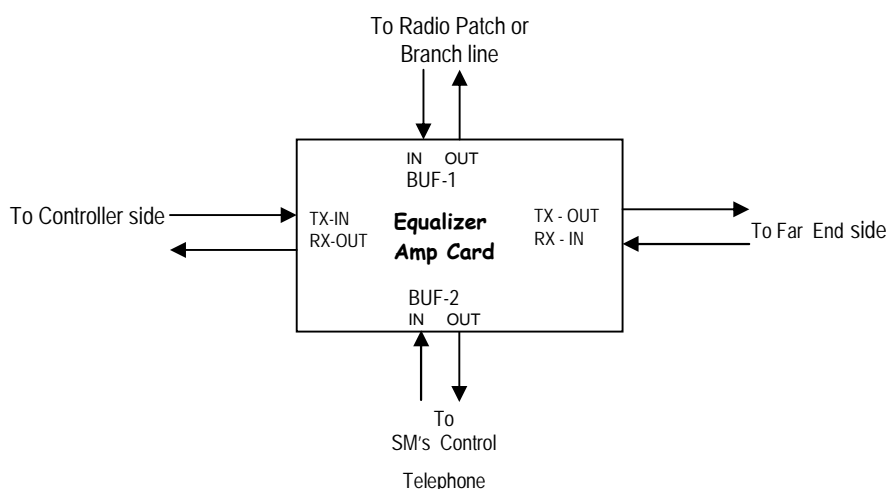 To Radio Patch or
Branch line
IN OUT
BUF-1
To Controller side
TX-IN
RX-OUT
Equalizer
Amp Card
TX - OUT
RX - IN
To Far End side
BUF-2
IN OUT
To
SM's Control
Telephone